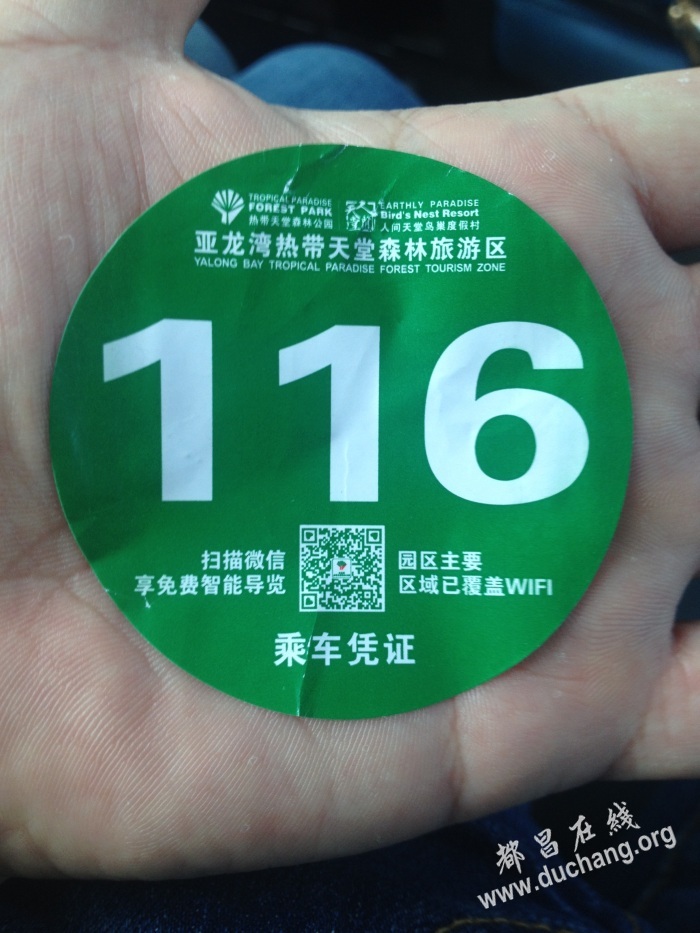 TROPICAL PARADISE
FOREST PARK
热带天堂森林公园
EARTHLY PARADISE
Bird's Nest Resort
人间天堂鸟巢度假村
亚龙湾热带天堂森林旅游区
YALONG BAY TROPICAL PARADISE FOREST TOURISM ZONE
116
扫描微信
享免费智能导览
园区主要
区域已覆盖WIFI
乘车凭证
都昌在線
www.duchang.org